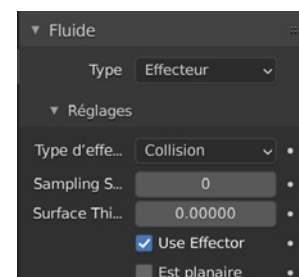 Fluide
Type Effecteur
Réglages
Type d'effe... Collision
Sampling S... 0
Surface Thi... 0.00000
Use Effector
Est planaire